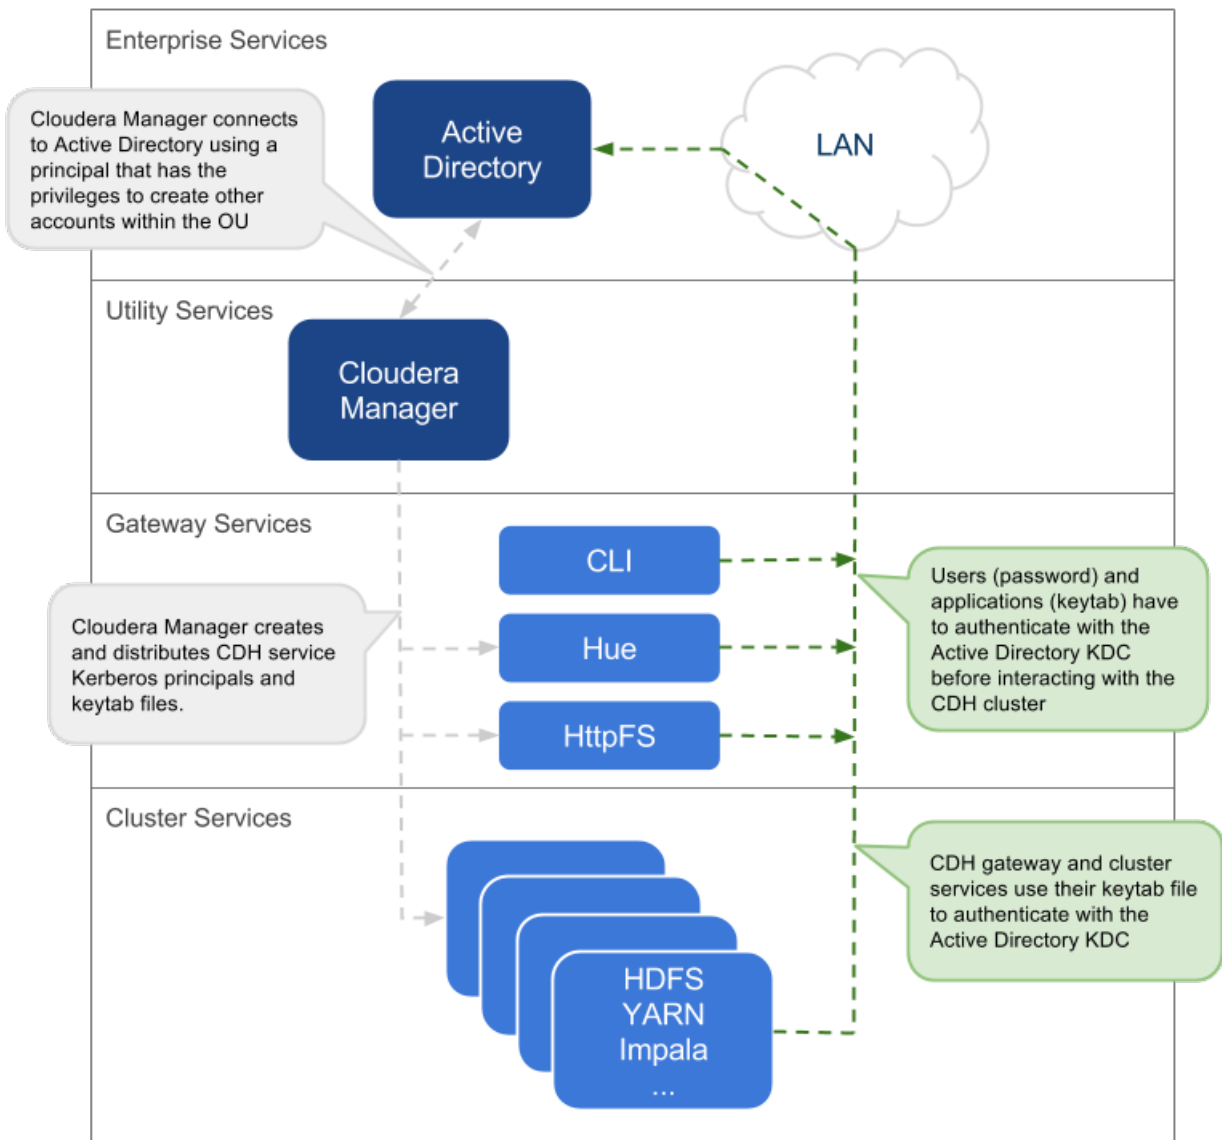 Enterprise Services
Cloudera Manager connects
to Active Directory using a
principal that has the
privileges to create other
accounts within the OU
Active
Directory
LAN
Utility Services
Cloudera
Manager
Gateway Services
CLI
Hue
HttpFS
Cloudera Manager creates
and distributes CDH service
Kerberos principals and
keytab files.
Users (password) and
applications (keytab) have
to authenticate with the
Active Directory KDC
before interacting with the
CDH cluster
Cluster Services
HDFS
YARN
Impala
...
CDH gateway and cluster
services use their keytab file
to authenticate with the
Active Directory KDC